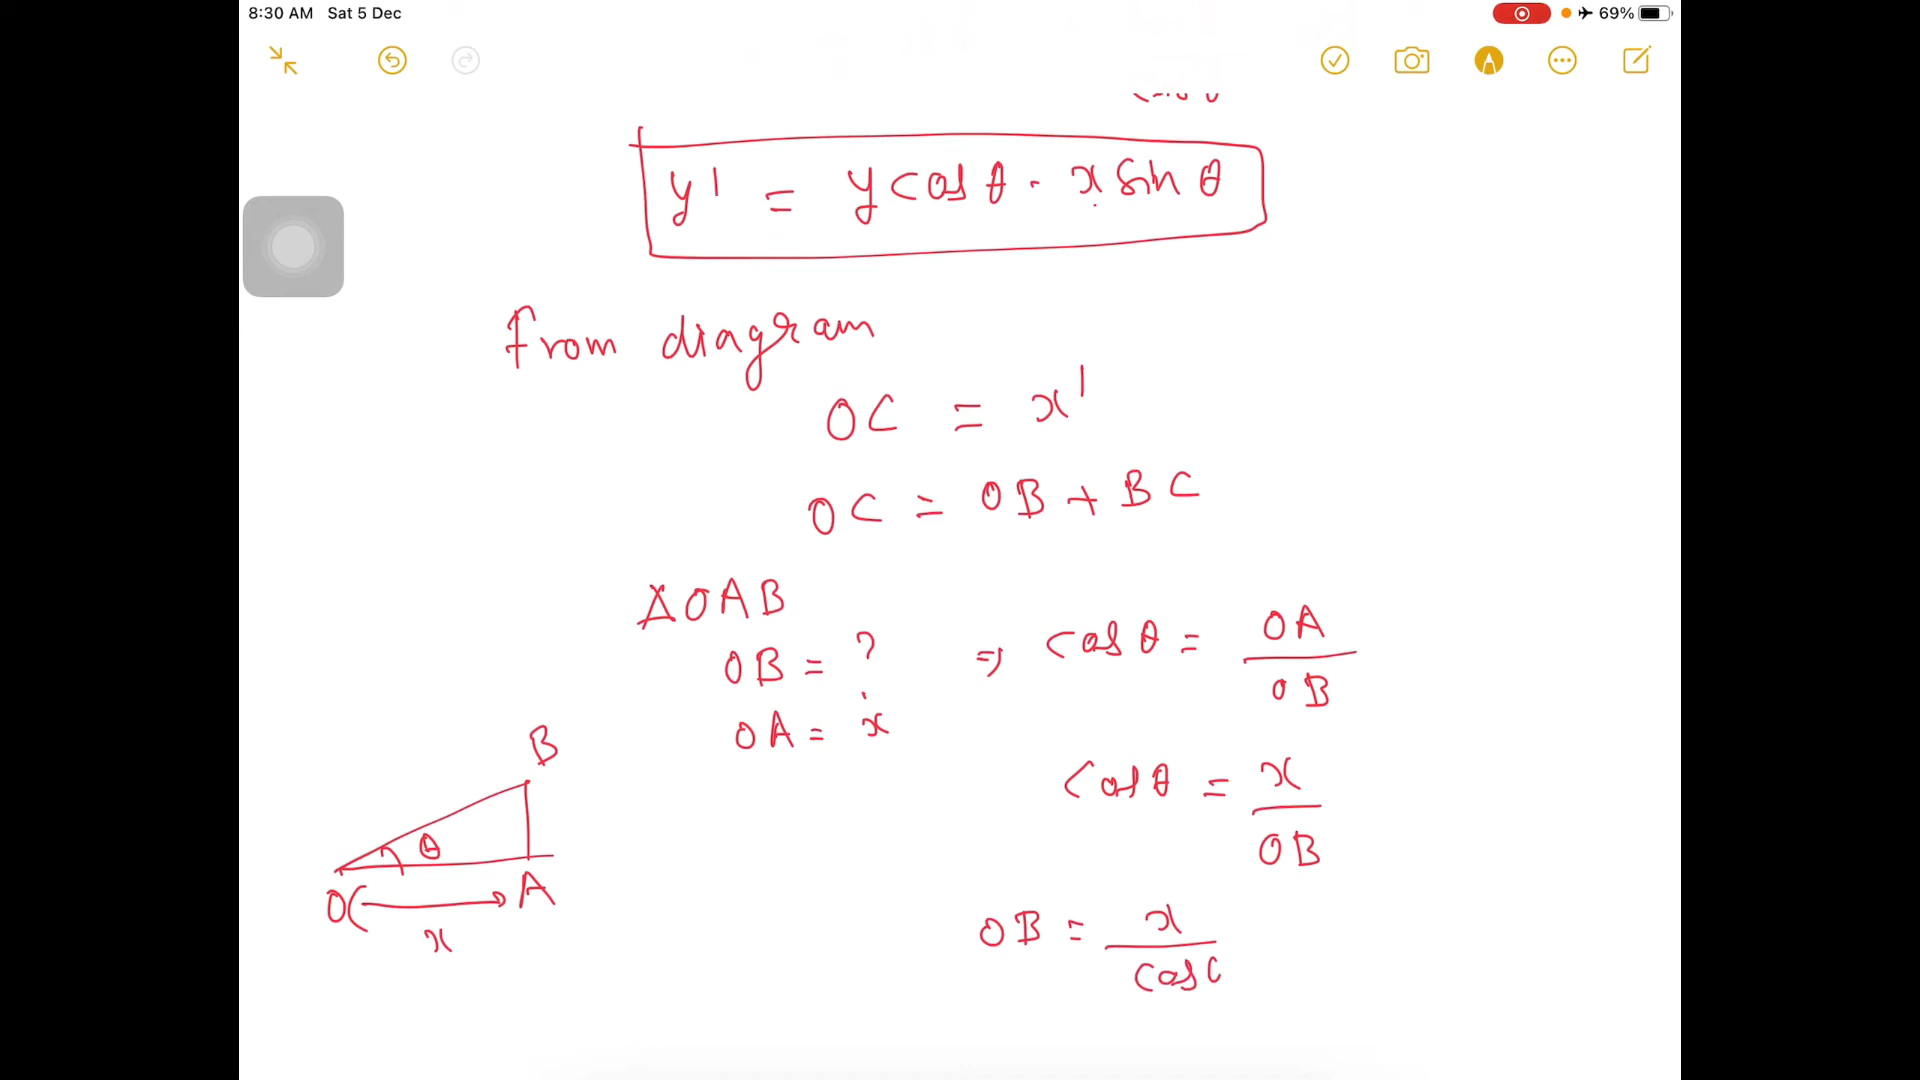 8:30 AM Sat 5 Dec 69%
y' = y cos θ - x sin θ
From diagram
OC = x'
OC = OB + BC
△OAB
OB = ? ⇒ cos θ = OA / OB
OA = x
cos θ = x / OB
OB = x / cos
B
θ
O A
x